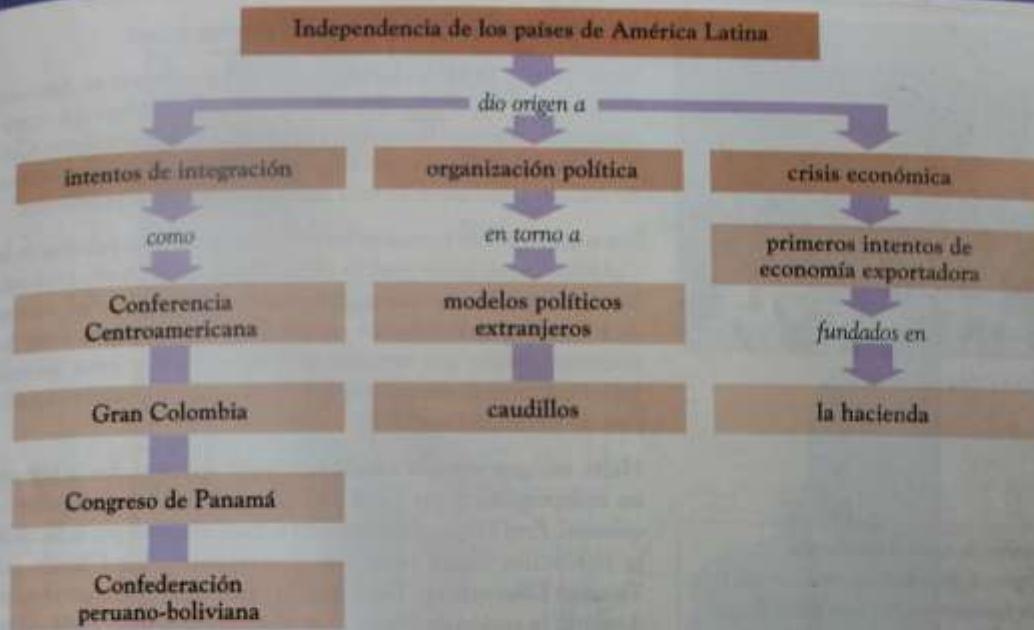 Independencia de los países de América Latina
dio origen a
intentos de integración
organización política
crisis económica
como
en torno a
primeros intentos de
economía exportadora
Conferencia
Centroamericana
modelos políticos
extranjeros
fundados en
Gran Colombia
caudillos
la hacienda
Congreso de Panamá
Confederación
peruano-boliviana